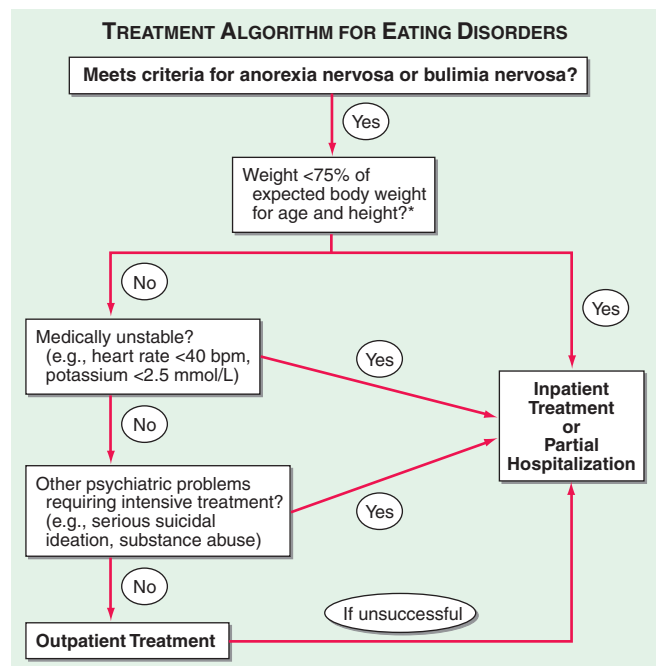 TREATMENT ALGORITHM FOR EATING DISORDERS
Meets criteria for anorexia nervosa or bulimia nervosa?
Yes
Weight <75% of
expected body weight
for age and height?*
No
Yes
Medically unstable?
(e.g., heart rate <40 bpm,
potassium <2.5 mmol/L)
Yes
Inpatient
Treatment
or
Partial
Hospitalization
No
Other psychiatric problems
requiring intensive treatment?
(e.g., serious suicidal
ideation, substance abuse)
Yes
No
If unsuccessful
Outpatient Treatment